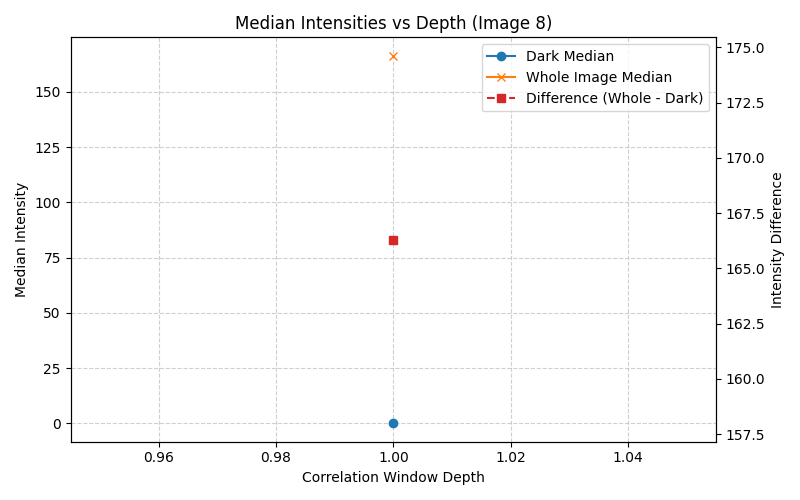 Median Intensities vs Depth (Image 8)
Dark Median
Whole Image Median
Difference (Whole - Dark)
Median Intensity
150
125
100
75
50
25
0
175.0
172.5
170.0
167.5
165.0
162.5
160.0
157.5
Intensity Difference
0.96 0.98 1.00 1.02 1.04
Correlation Window Depth